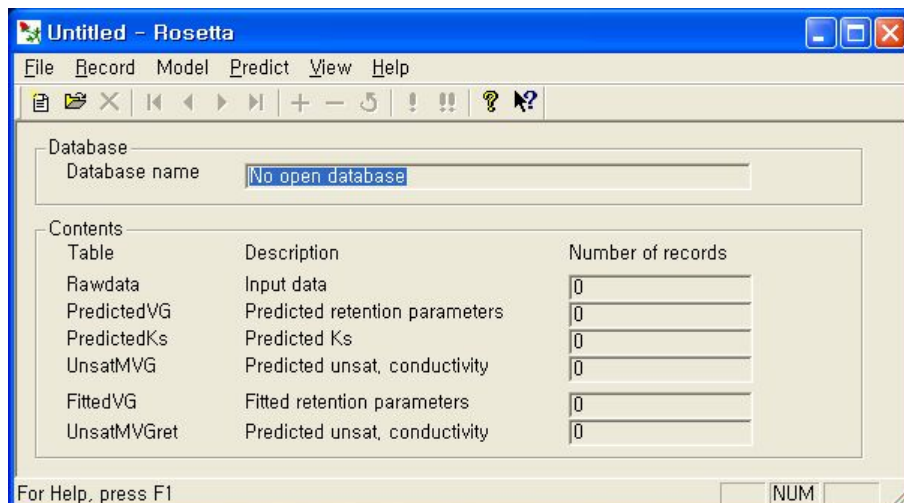 Untitled - Rosetta
File Record Model Predict View Help
Database
Database name No open database
Contents
Table Description Number of records
Rawdata Input data 0
PredictedVG Predicted retention parameters 0
PredictedKs Predicted Ks 0
UnsatMVG Predicted unsat, conductivity 0
FittedVG Fitted retention parameters 0
UnsatMVGret Predicted unsat, conductivity 0
For Help, press F1 NUM